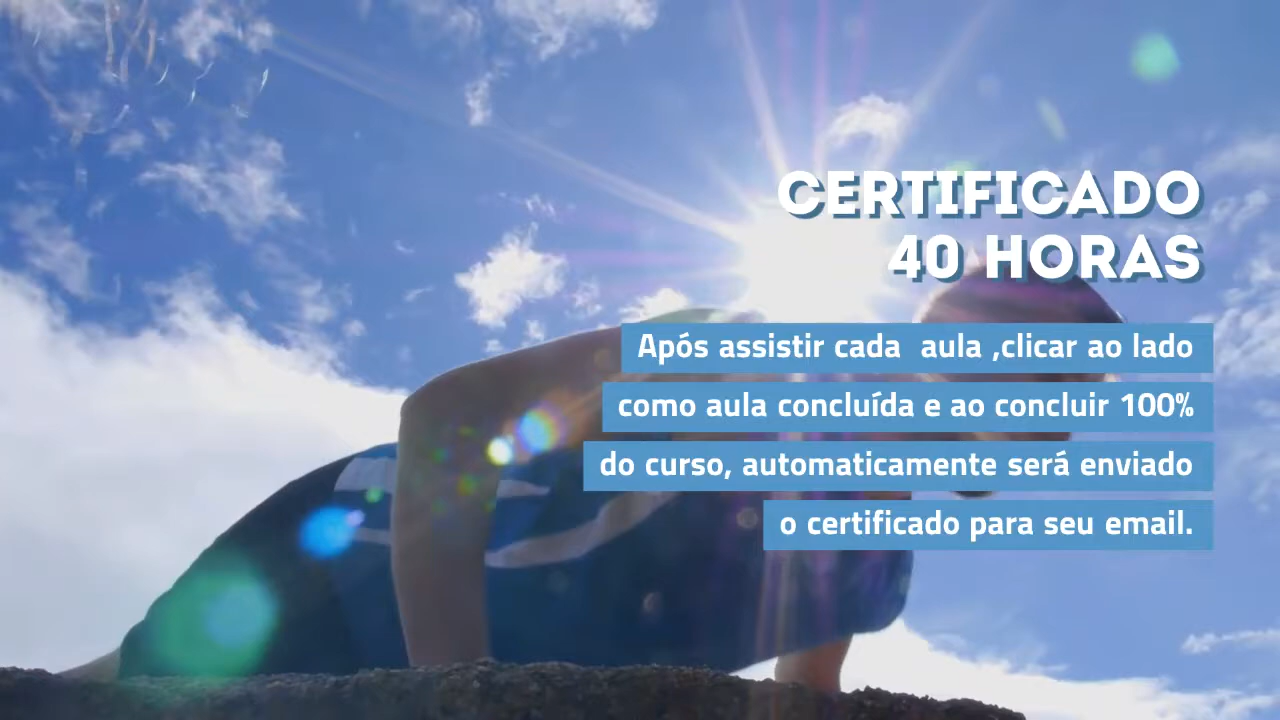 CERTIFICADO
40 HORAS
Após assistir cada  aula ,clicar ao lado
como aula concluída e ao concluir 100%
do curso, automaticamente será enviado
o certificado para seu email.